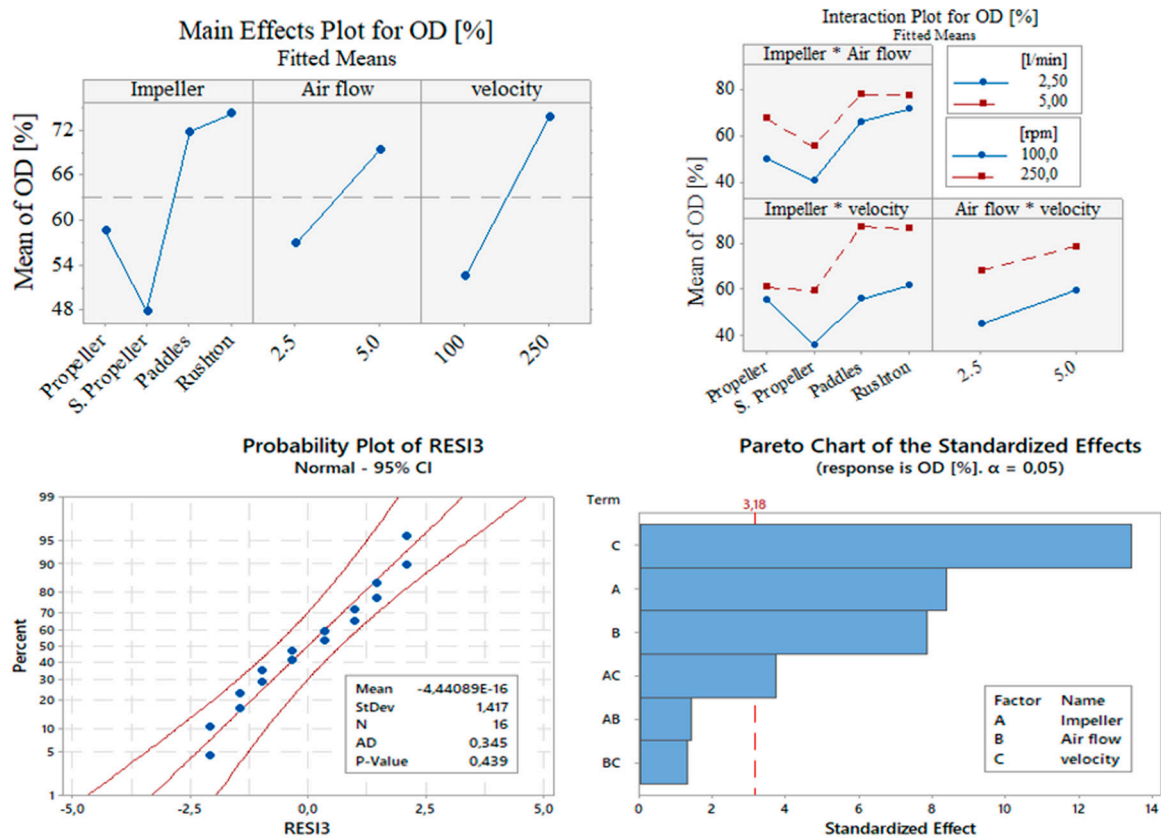 Main Effects Plot for OD [%]
Fitted Means
Impeller
Air flow
velocity
Mean of OD [%]
72
66
60
54
48
Propeller
S. Propeller
Paddles
Rushton
2.5
5.0
100
250
Interaction Plot for OD [%]
Fitted Means
Impeller * Air flow
[l/min]
2,50
5,00
[rpm]
100,0
250,0
Mean of OD [%]
80
60
40
Impeller * velocity
Air flow * velocity
80
60
40
Propeller
S. Propeller
Paddles
Rushton
2.5
5.0
Probability Plot of RESI3
Normal - 95% CI
Percent
99
95
90
80
70
60
50
40
30
20
10
5
1
-5,0
-2,5
0,0
2,5
5,0
RESI3
Mean -4,44089E-16
StDev 1,417
N 16
AD 0,345
P-Value 0,439
Pareto Chart of the Standardized Effects
(response is OD [%]. α = 0,05)
Term
3,18
C
A
B
AC
AB
BC
0
2
4
6
8
10
12
14
Standardized Effect
Factor Name
A Impeller
B Air flow
C velocity